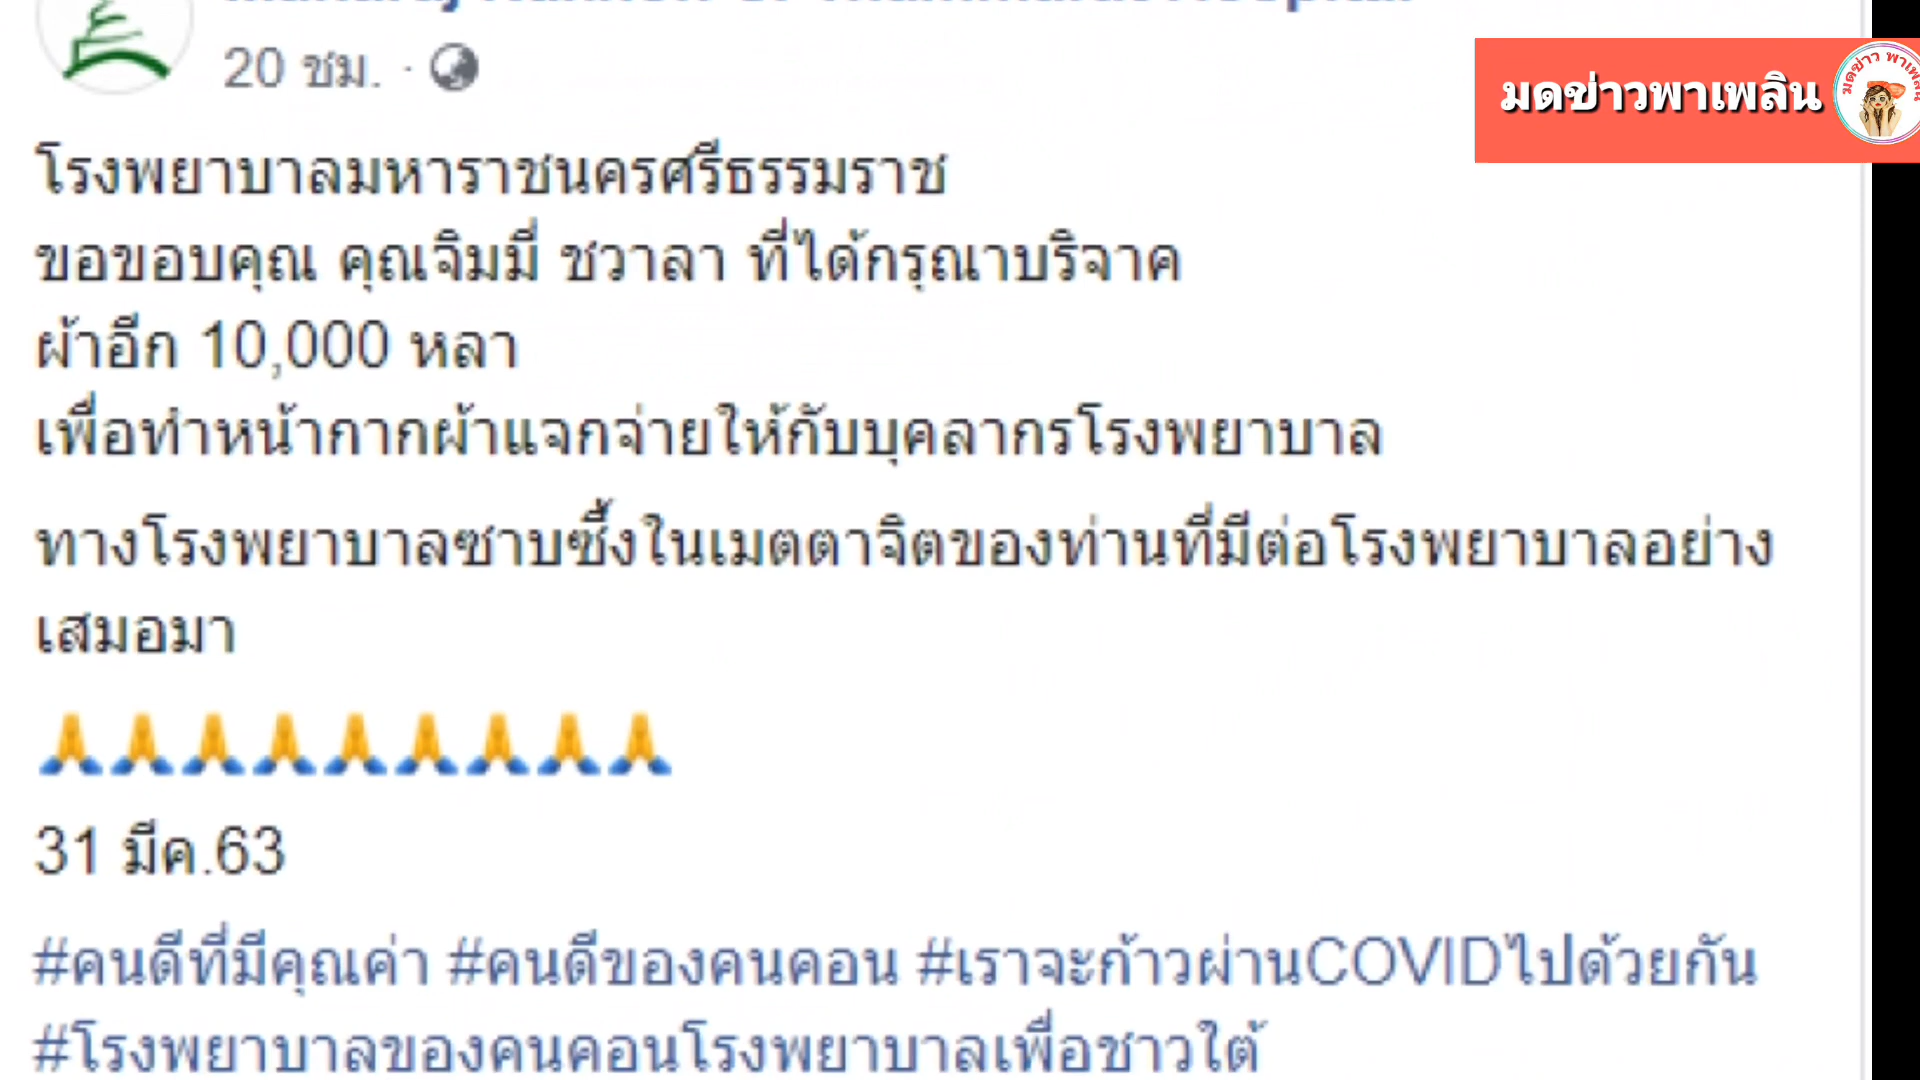 20 ชม. ·
มดข่าวพาเพลิน
โรงพยาบาลมหาราชนครศรีธรรมราช
ขอขอบคุณ คุณจิมมี่ ชวาลา ที่ได้กรุณาบริจาค
ผ้าอีก 10,000 หลา
เพื่อทำหน้ากากผ้าแจกจ่ายให้กับบุคลากรโรงพยาบาล
ทางโรงพยาบาลซาบซึ้งในเมตตาจิตของท่านที่มีต่อโรงพยาบาลอย่าง
เสมอมา
🙏🙏🙏🙏🙏🙏🙏🙏🙏
31 มีค.63
#คนดีที่มีคุณค่า #คนดีของคนคอน #เราจะก้าวผ่านCOVIDไปด้วยกัน
#โรงพยาบาลของคนคอนโรงพยาบาลเพื่อชาวใต้